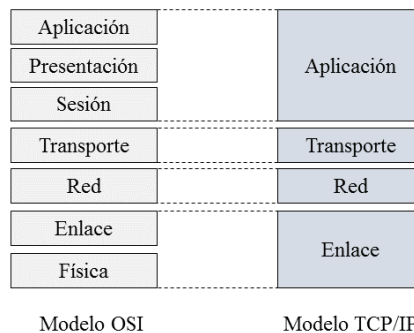 Aplicación
Presentación
Sesión
Transporte
Red
Enlace
Física
Aplicación
Transporte
Red
Enlace
Modelo OSI
Modelo TCP/IP